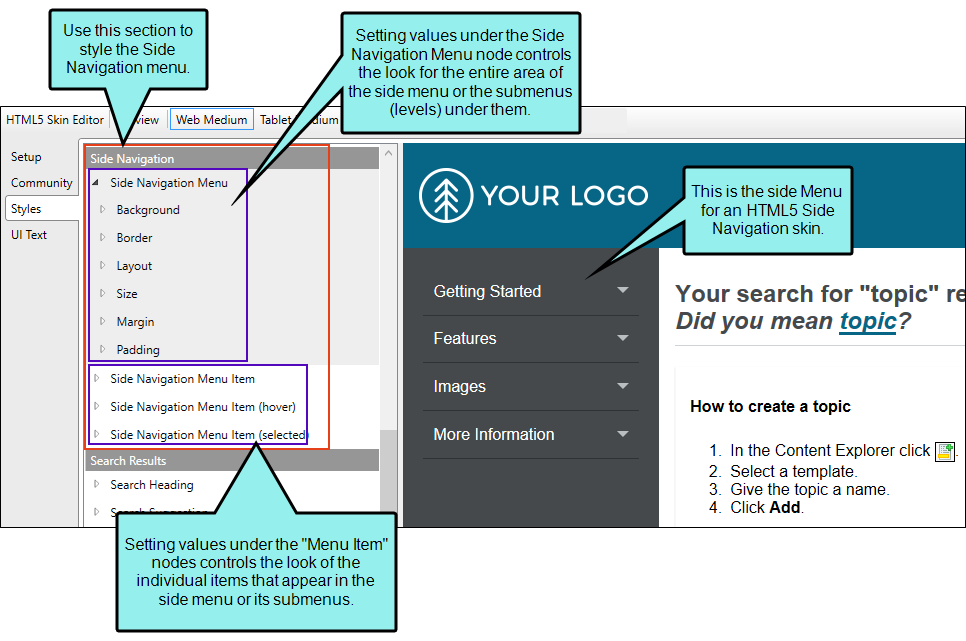 Use this section to
style the Side
Navigation menu.
Setting values under the Side
Navigation Menu node controls
the look for the entire area of
the side menu or the submenus
(levels) under them.
HTML5 Skin Editor
Web Medium
Tablet
Setup
Community
Styles
UI Text
Side Navigation
Side Navigation Menu
Background
Border
Layout
Size
Margin
Padding
Side Navigation Menu Item
Side Navigation Menu Item (hover)
Side Navigation Menu Item (selected)
Search Results
Search Heading
YOUR LOGO
This is the side Menu
for an HTML5 Side
Navigation skin.
Getting Started
Features
Images
More Information
Your search for "topic" re
Did you mean topic?
How to create a topic
1. In the Content Explorer click .
2. Select a template.
3. Give the topic a name.
4. Click Add.
Setting values under the "Menu Item"
nodes controls the look of the
individual items that appear in the
side menu or its submenus.